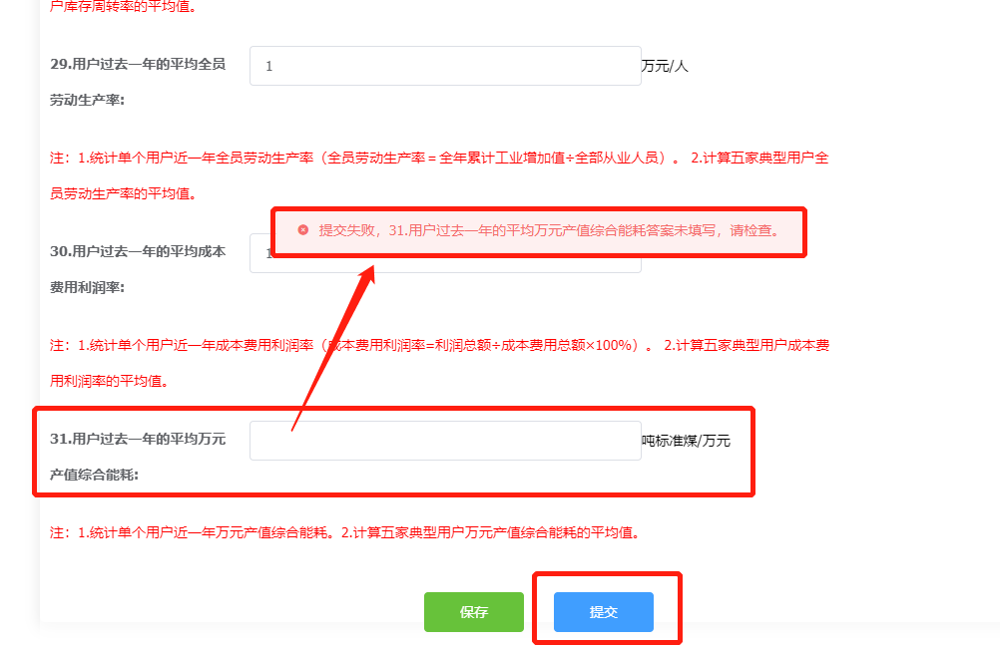 户库存周转率的平均值。
29.用户过去一年的平均全员
劳动生产率:
1
万元/人
注：1.统计单个用户近一年全员劳动生产率（全员劳动生产率＝全年累计工业增加值÷全部从业人员）。 2.计算五家典型用户全
员劳动生产率的平均值。
提交失败，31.用户过去一年的平均万元产值综合能耗答案未填写，请检查。
30.用户过去一年的平均成本
费用利润率:
1
注：1.统计单个用户近一年成本费用利润率（成本费用利润率=利润总额÷成本费用总额×100%）。 2.计算五家典型用户成本费
用利润率的平均值。
31.用户过去一年的平均万元
产值综合能耗:
吨标准煤/万元
注：1.统计单个用户近一年万元产值综合能耗。2.计算五家典型用户万元产值综合能耗的平均值。
保存
提交